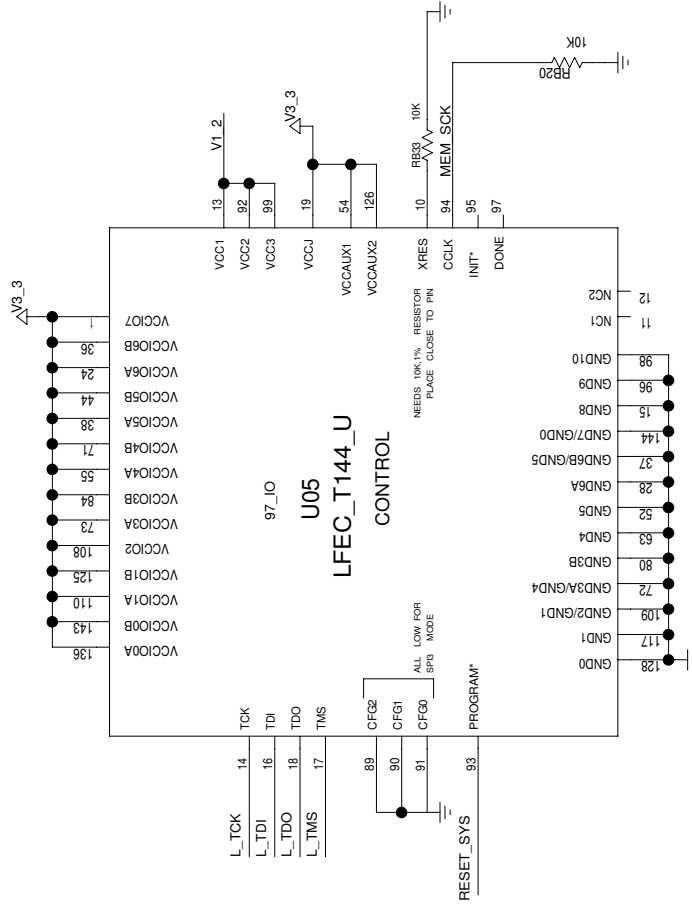 V3_3
1
36
24
44
38
71
55
84
73
108
125
110
143
136
VCCIO7
VCCIO6B
VCCIO6A
VCCIO5B
VCCIO5A
VCCIO4B
VCCIO4A
VCCIO3B
VCCIO3A
VCCIO2
VCCIO1B
VCCIO1A
VCCIO0B
VCCIO0A
V1_2
13
92
99
VCC1
VCC2
VCC3
V3_3
19
54
126
VCCJ
VCCAUX1
VCCAUX2
RB33
10K
MEM_SCK
RB20
10K
10
94
95
97
XRES
CCLK
INIT*
DONE
NEEDS 10K,1% RESISTOR
PLACE CLOSE TO PIN
97_IO
U05
LFEC_T144_U
CONTROL
L_TCK
L_TDI
L_TDO
L_TMS
14
16
18
17
TCK
TDI
TDO
TMS
89
90
91
CFG2
CFG1
CFG0
ALL LOW FOR
SPI3 MODE
RESET_SYS
93
PROGRAM*
NC2
NC1
GND10
GND9
GND8
GND7/GND0
GND6B/GND5
GND6A
GND5
GND4
GND3B
GND3A/GND4
GND2/GND1
GND1
GND0
12
11
98
96
15
144
37
28
52
63
80
72
109
117
128